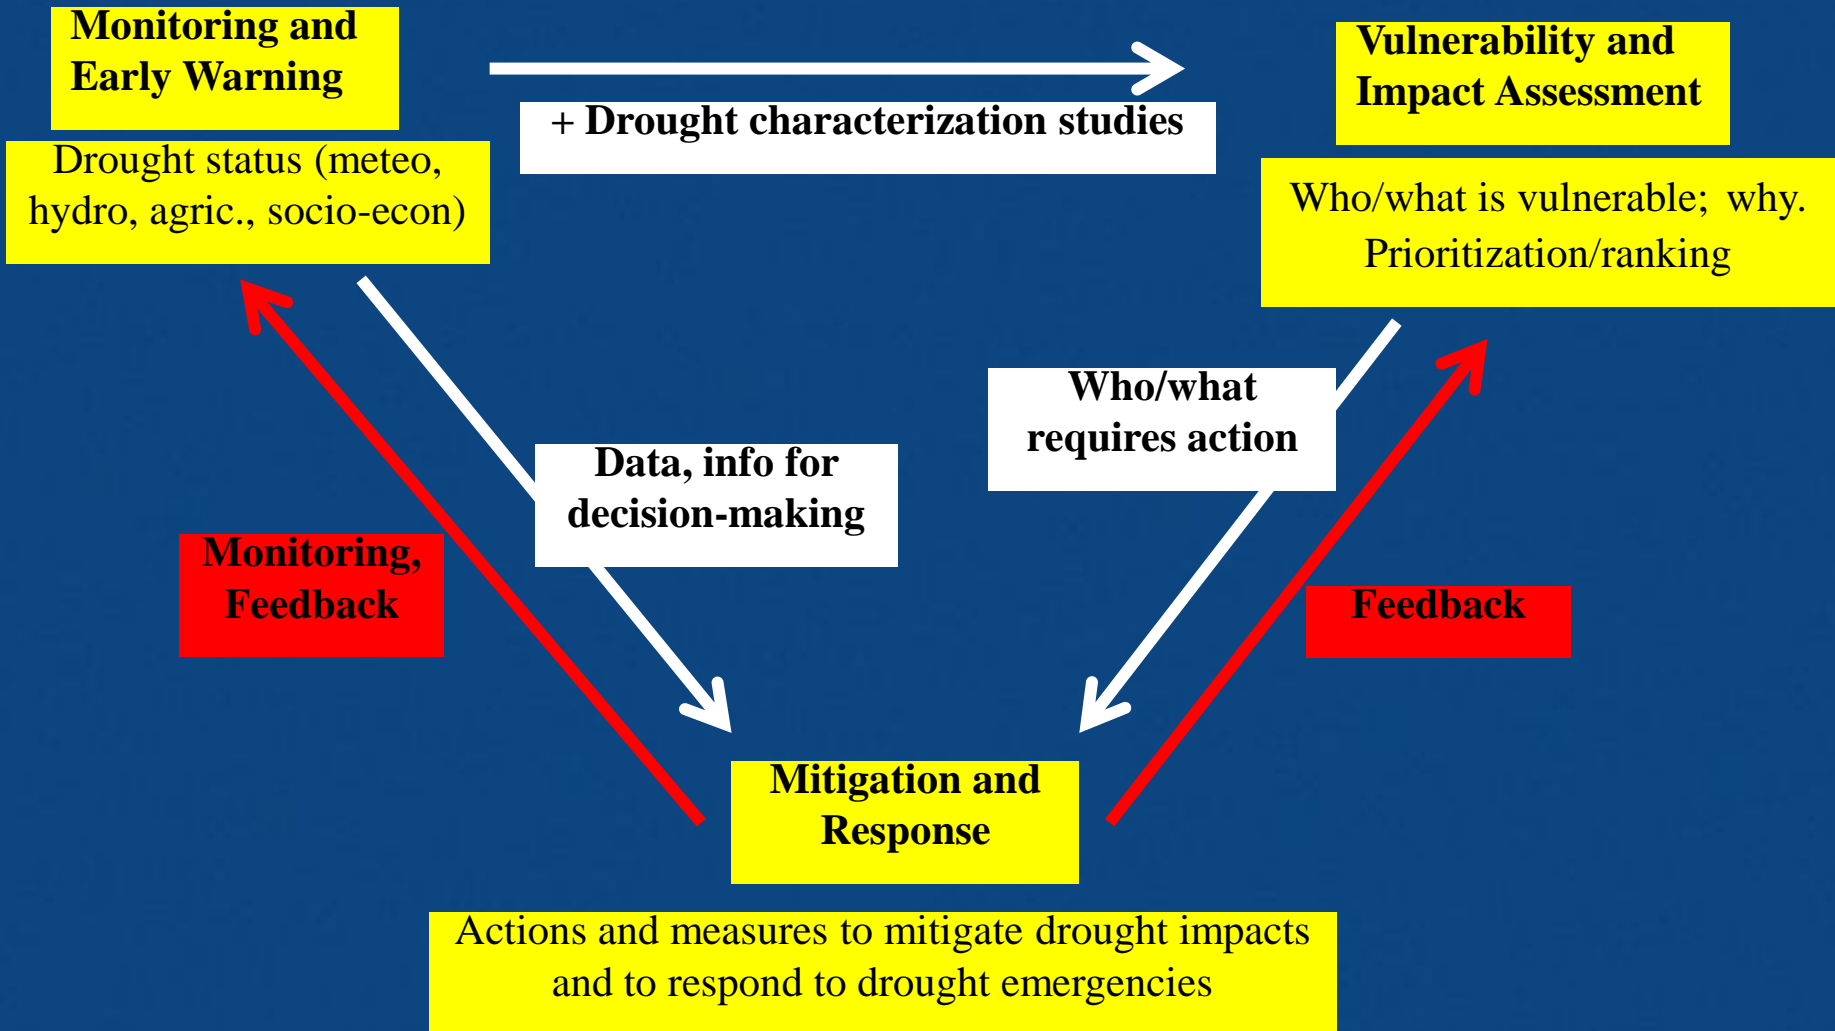 Monitoring and
Early Warning
+ Drought characterization studies
Vulnerability and
Impact Assessment
Drought status (meteo,
hydro, agric., socio-econ)
Who/what is vulnerable; why.
Prioritization/ranking
Who/what
requires action
Data, info for
decision-making
Monitoring,
Feedback
Feedback
Mitigation and
Response
Actions and measures to mitigate drought impacts
and to respond to drought emergencies